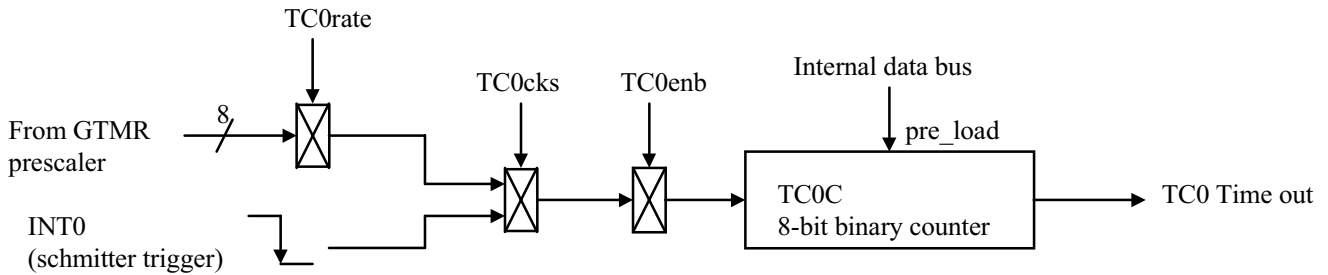 TC0rate
TC0cks
TC0enb
Internal data bus
8
From GTMR
prescaler
pre_load
TC0C
8-bit binary counter
TC0 Time out
INT0
(schmitter trigger)